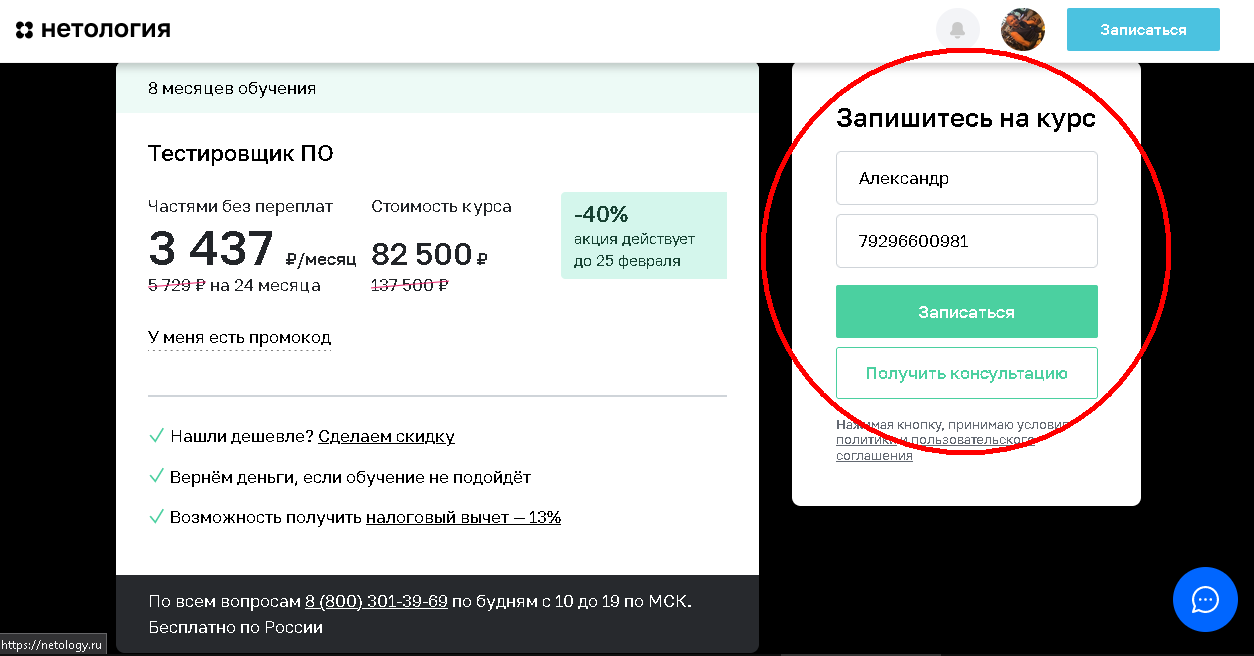 нетология
Записаться
8 месяцев обучения
Тестировщик ПО
Частями без переплат
3 437 ₽/месяц
5 729 ₽ на 24 месяца
Стоимость курса
82 500 ₽
137 500 ₽
-40%
акция действует
до 25 февраля
У меня есть промокод
Нашли дешевле? Сделаем скидку
Вернём деньги, если обучение не подойдёт
Возможность получить налоговый вычет – 13%
По всем вопросам 8 (800) 301-39-69 по будням с 10 до 19 по МСК.
Бесплатно по России
Запишитесь на курс
Александр
79296600981
Записаться
Получить консультацию
Нажимая кнопку, принимаю условия
политики и пользовательского
соглашения
https://netology.ru